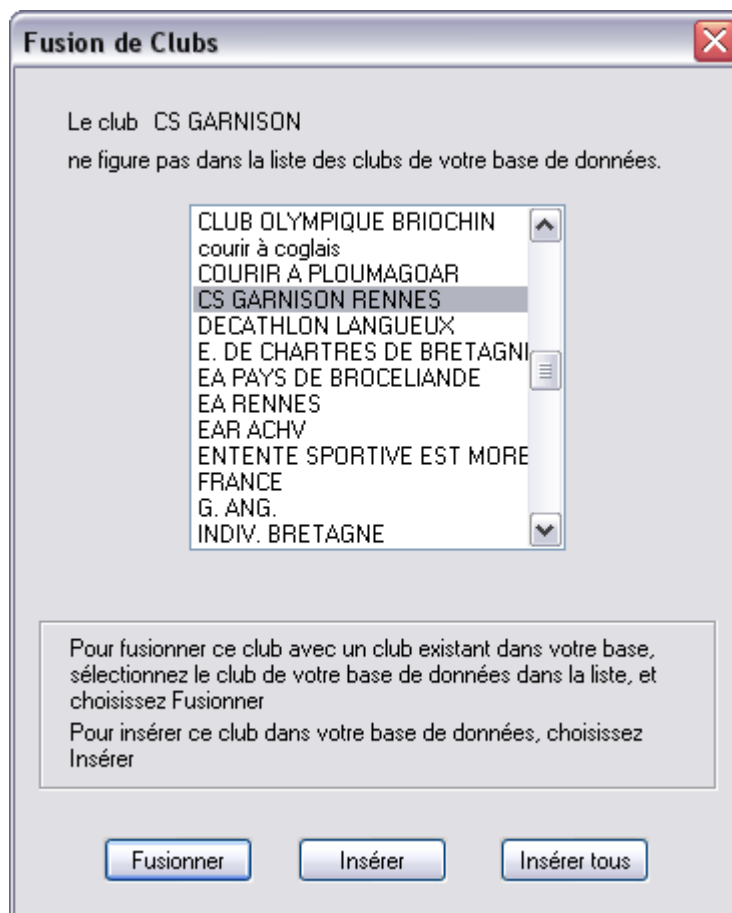 Fusion de Clubs
Le club CS GARNISON
ne figure pas dans la liste des clubs de votre base de données.
CLUB OLYMPIQUE BRIOCHIN
courir à coglais
COURIR A PLOUMAGOAR
CS GARNISON RENNES
DECATHLON LANGUEUX
E. DE CHARTRES DE BRETAGN
EA PAYS DE BROCELIANDE
EA RENNES
EAR ACHV
ENTENTE SPORTIVE EST MORE
FRANCE
G. ANG.
INDIV. BRETAGNE
Pour fusionner ce club avec un club existant dans votre base,
sélectionnez le club de votre base de données dans la liste, et
choisissez Fusionner
Pour insérer ce club dans votre base de données, choisissez
Insérer
Fusionner Insérer Insérer tous